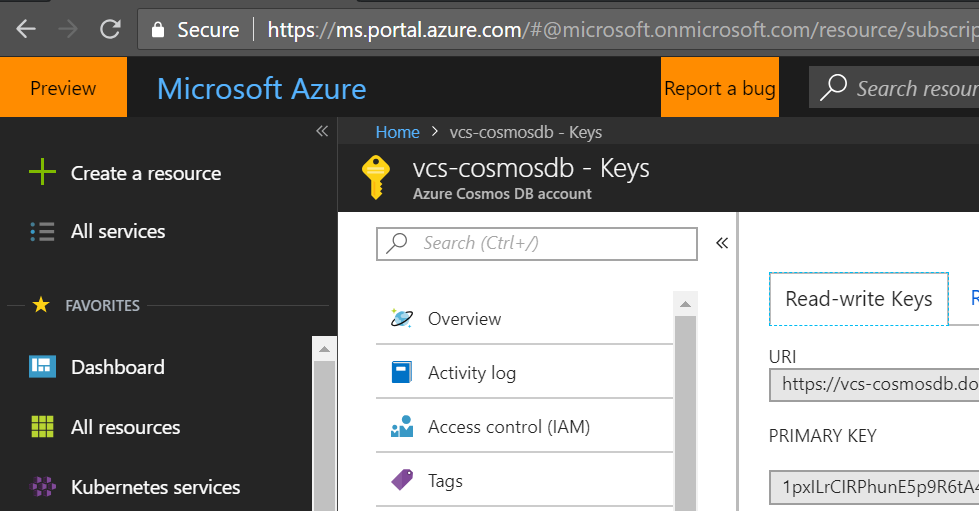 Secure https://ms.portal.azure.com/#@microsoft.onmicrosoft.com/resource/subscrip
Preview Microsoft Azure Report a bug Search resour
Home > vcs-cosmosdb - Keys
vcs-cosmosdb - Keys
Azure Cosmos DB account
Create a resource
All services
FAVORITES
Dashboard
All resources
Kubernetes services
Search (Ctrl+/)
Overview
Activity log
Access control (IAM)
Tags
Read-write Keys R
URI
https://vcs-cosmosdb.do
PRIMARY KEY
1pxILrCIRPhunE5p9R6tA4